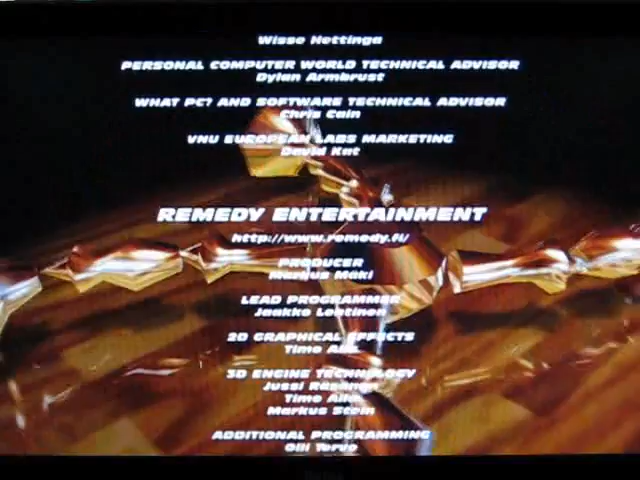 Wisse Hettinga
PERSONAL COMPUTER WORLD TECHNICAL ADVISOR
Dylan Armbrust
WHAT PC? AND SOFTWARE TECHNICAL ADVISOR
Chris Cain
VNU EUROPEAN LABS MARKETING
David Kat
REMEDY ENTERTAINMENT
http://www.remedy.fi/
PRODUCER
Markus Mäki
LEAD PROGRAMMER
Jaakko Lehtinen
2D GRAPHICAL EFFECTS
Timo Aila
3D ENGINE TECHNOLOGY
Jussi Räsänen
Timo Aila
Markus Stein
ADDITIONAL PROGRAMMING
Olli Tervo